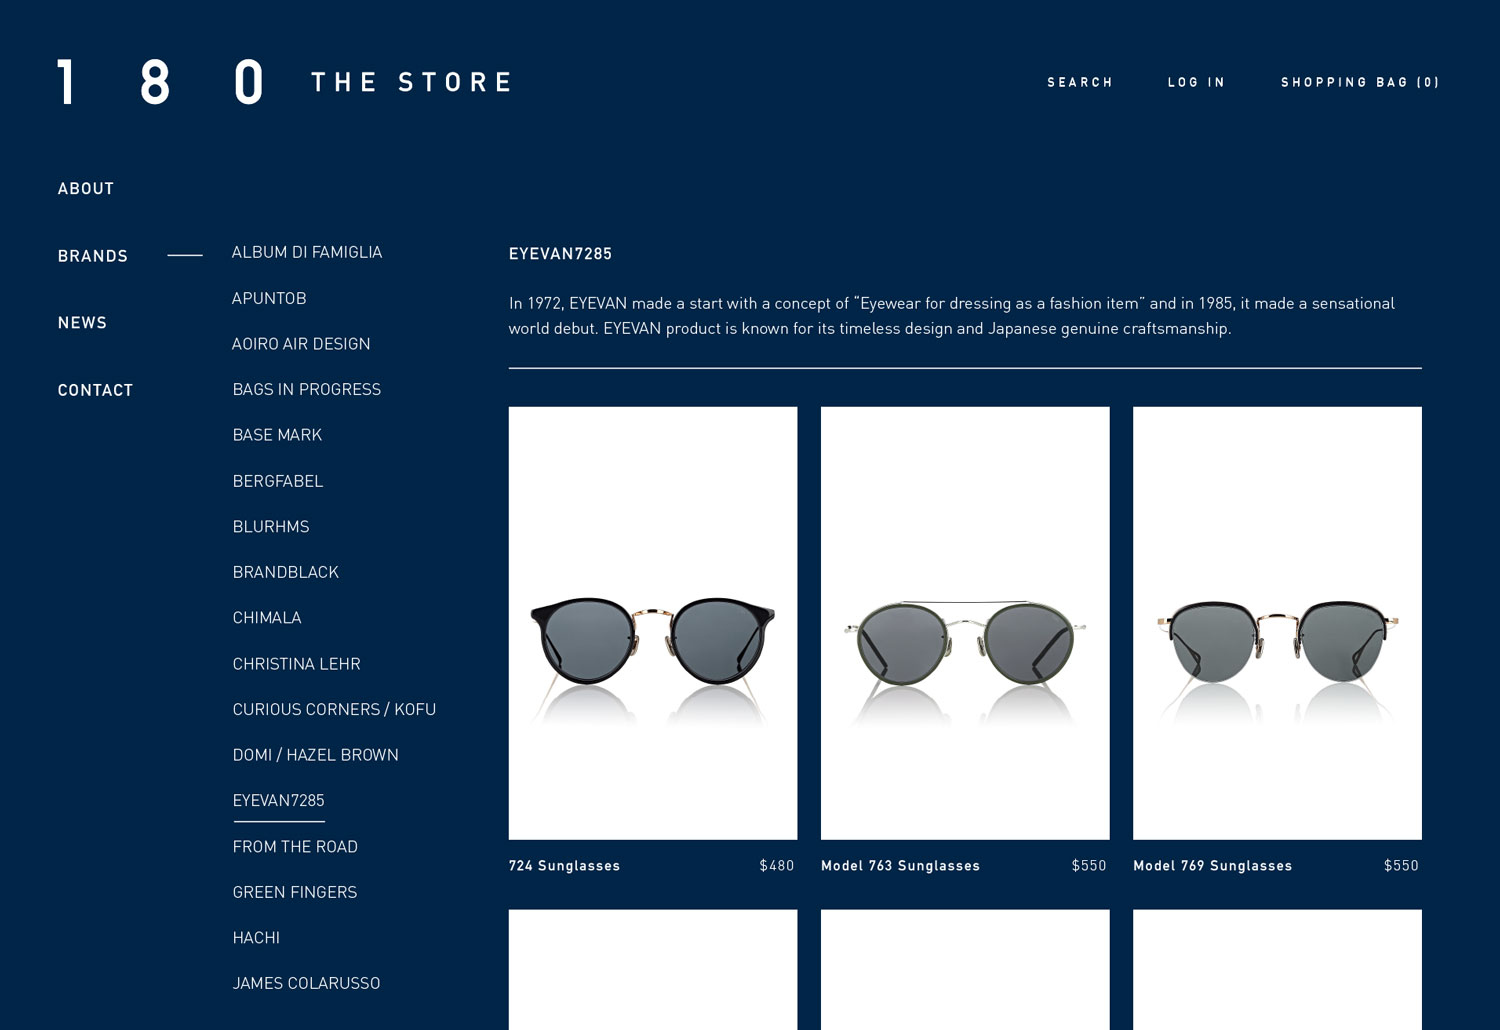 180 THE STORE
SEARCH
LOG IN
SHOPPING BAG (0)
ABOUT
BRANDS
NEWS
CONTACT
ALBUM DI FAMIGLIA
APUNTOB
AOIRO AIR DESIGN
BAGS IN PROGRESS
BASE MARK
BERGFABEL
BLURHMS
BRANDBLACK
CHIMALA
CHRISTINA LEHR
CURIOUS CORNERS / KOFU
DOMI / HAZEL BROWN
EYEVAN7285
FROM THE ROAD
GREEN FINGERS
HACHI
JAMES COLARUSSO
EYEVAN7285
In 1972, EYEVAN made a start with a concept of “Eyewear for dressing as a fashion item” and in 1985, it made a sensational
world debut. EYEVAN product is known for its timeless design and Japanese genuine craftsmanship.
724 Sunglasses $480
Model 763 Sunglasses $550
Model 769 Sunglasses $550